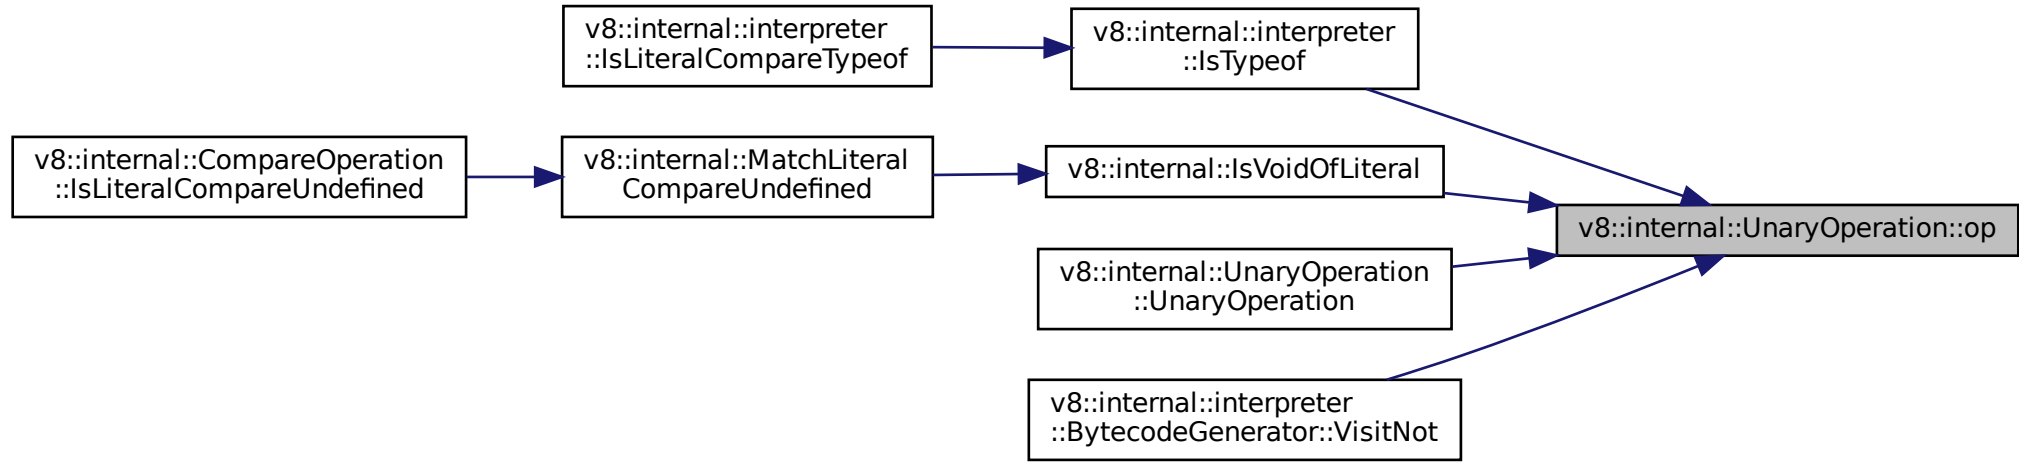 v8::internal::interpreter
::IsLiteralCompareTypeof
v8::internal::interpreter
::IsTypeof
v8::internal::CompareOperation
::IsLiteralCompareUndefined
v8::internal::MatchLiteral
CompareUndefined
v8::internal::IsVoidOfLiteral
v8::internal::UnaryOperation::op
v8::internal::UnaryOperation
::UnaryOperation
v8::internal::interpreter
::BytecodeGenerator::VisitNot